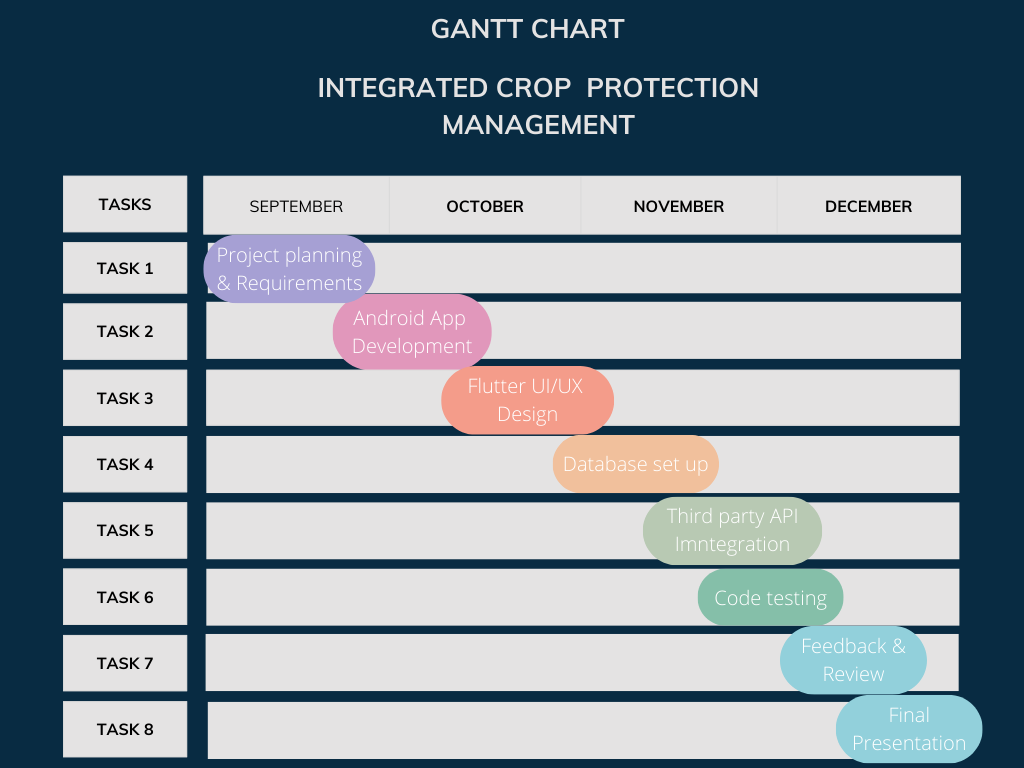 GANTT CHART
INTEGRATED CROP PROTECTION
MANAGEMENT
TASKS
SEPTEMBER
OCTOBER
NOVEMBER
DECEMBER
TASK 1
Project planning
& Requirements
TASK 2
Android App
Development
TASK 3
Flutter UI/UX
Design
TASK 4
Database set up
TASK 5
Third party API
Imntegration
TASK 6
Code testing
TASK 7
Feedback &
Review
TASK 8
Final
Presentation